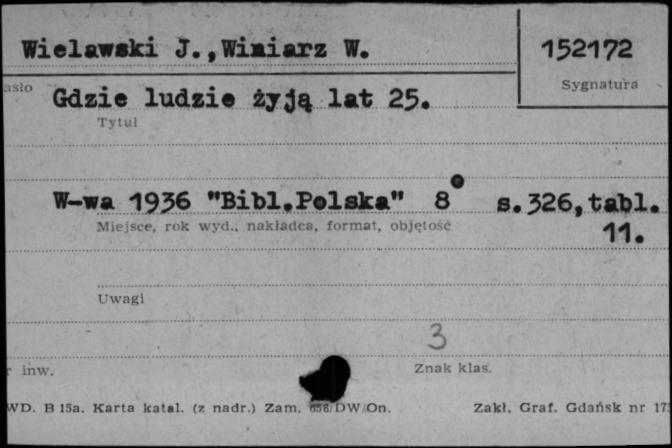 Wielawski J., Winiarz W.
152172
Sygnatura
asło
Gdzie ludzie żyją lat 25.
Tytuł
W-wa 1936 "Bibl.Polska" 8° s.326,tabl.
11.
Miejsce, rok wyd., nakładca, format, objętość
Uwagi
3
r inw.
Znak klas.
WD. B 15a. Karta katal. (z nadr.) Zam. 658/DW/On. Zakł. Graf. Gdańsk nr 173